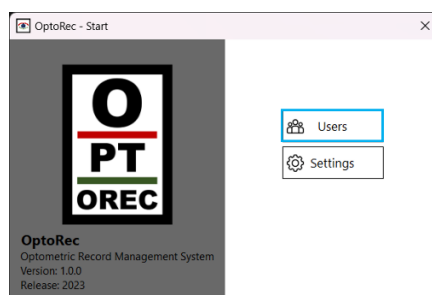 OptoRec - Start
O
PT
OREC
OptoRec
Optometric Record Management System
Version: 1.0.0
Release: 2023
Users
Settings